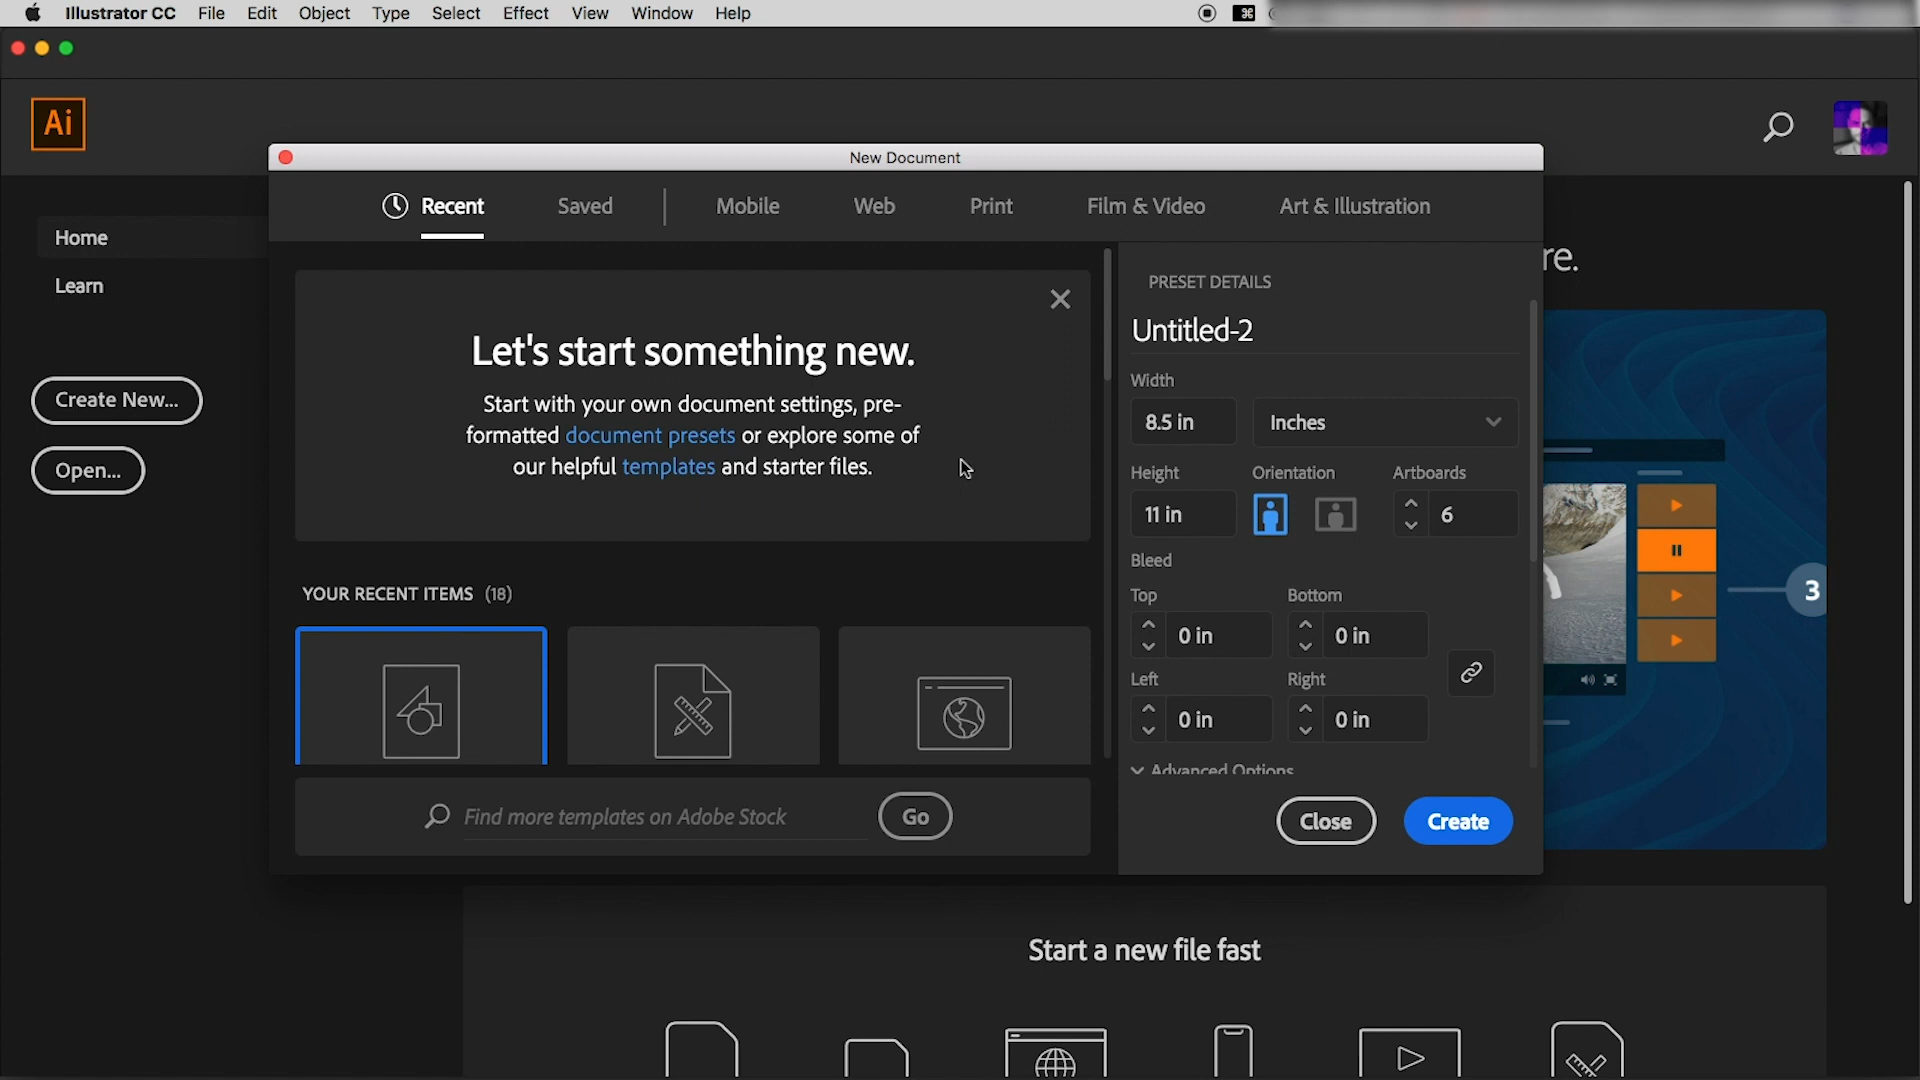 Illustrator CC File Edit Object Type Select Effect View Window Help
Ai
New Document
Recent Saved Mobile Web Print Film & Video Art & Illustration
Home
Learn
Create New...
Open...
re.
Let's start something new.
Start with your own document settings, pre-
formatted document presets or explore some of
our helpful templates and starter files.
YOUR RECENT ITEMS (18)
Find more templates on Adobe Stock
Go
PRESET DETAILS
Untitled-2
Width
8.5 in Inches
Height Orientation Artboards
11 in 6
Bleed
Top Bottom
0 in 0 in
Left Right
0 in 0 in
Advanced Options
Close Create
3
Start a new file fast